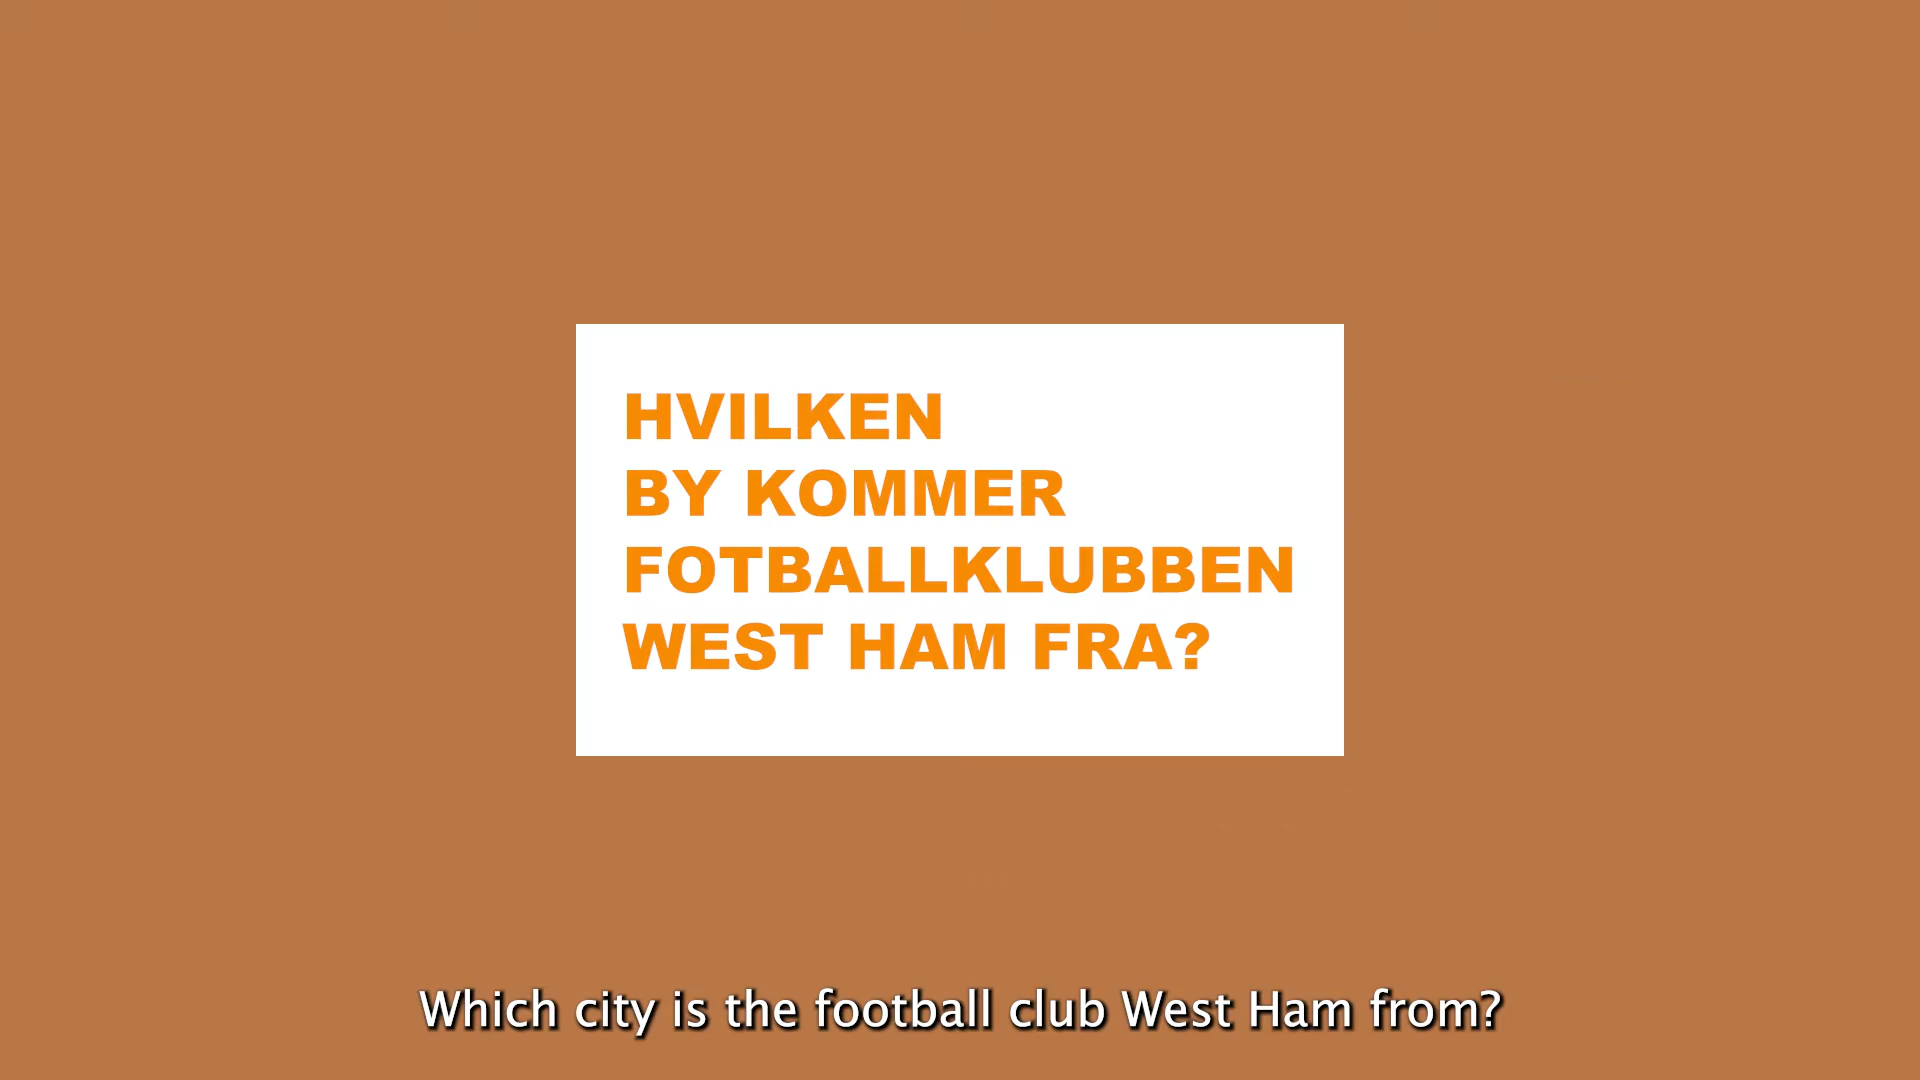 HVILKEN
BY KOMMER
FOTBALLKLUBBEN
WEST HAM FRA?
Which city is the football club West Ham from?